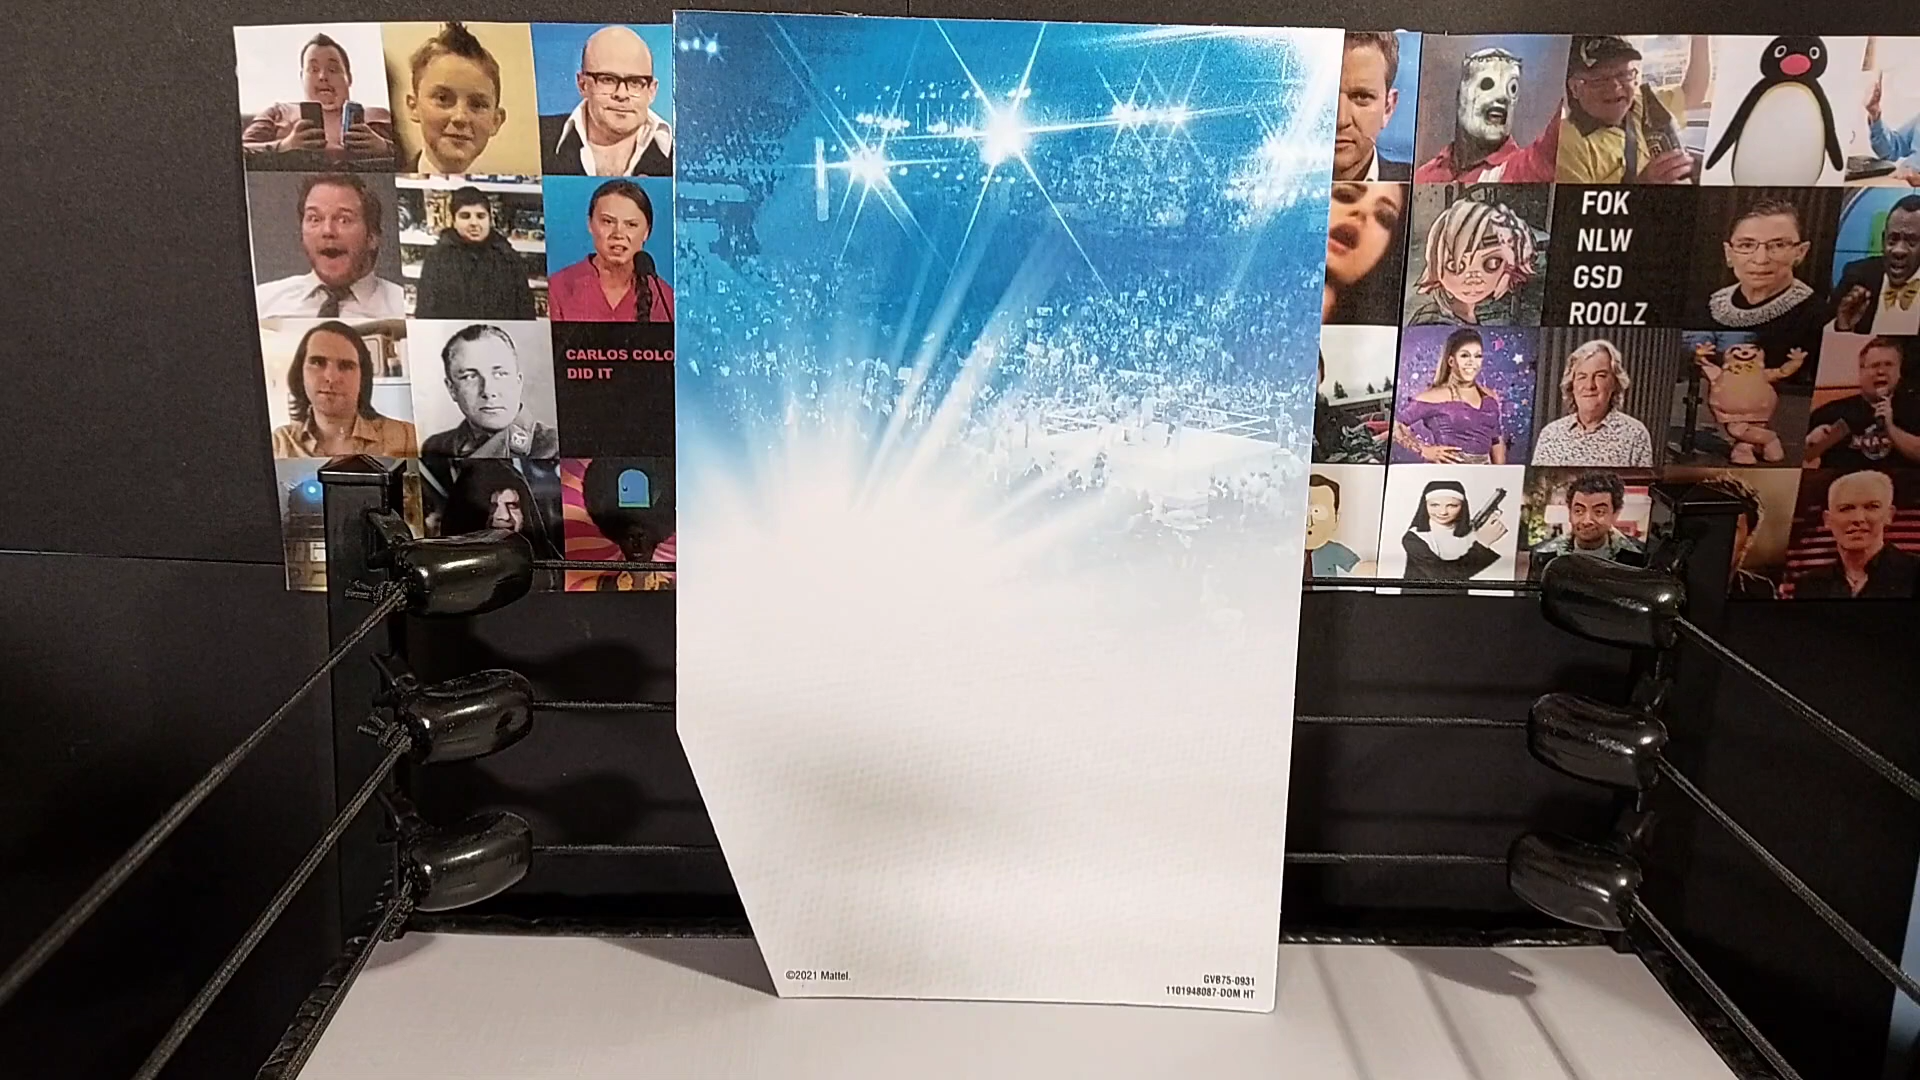 FOK
NLW
GSD
ROOLZ
CARLOS COLO
DID IT
©2021 Mattel.
GVB75-0931
1101948087-DOM HT